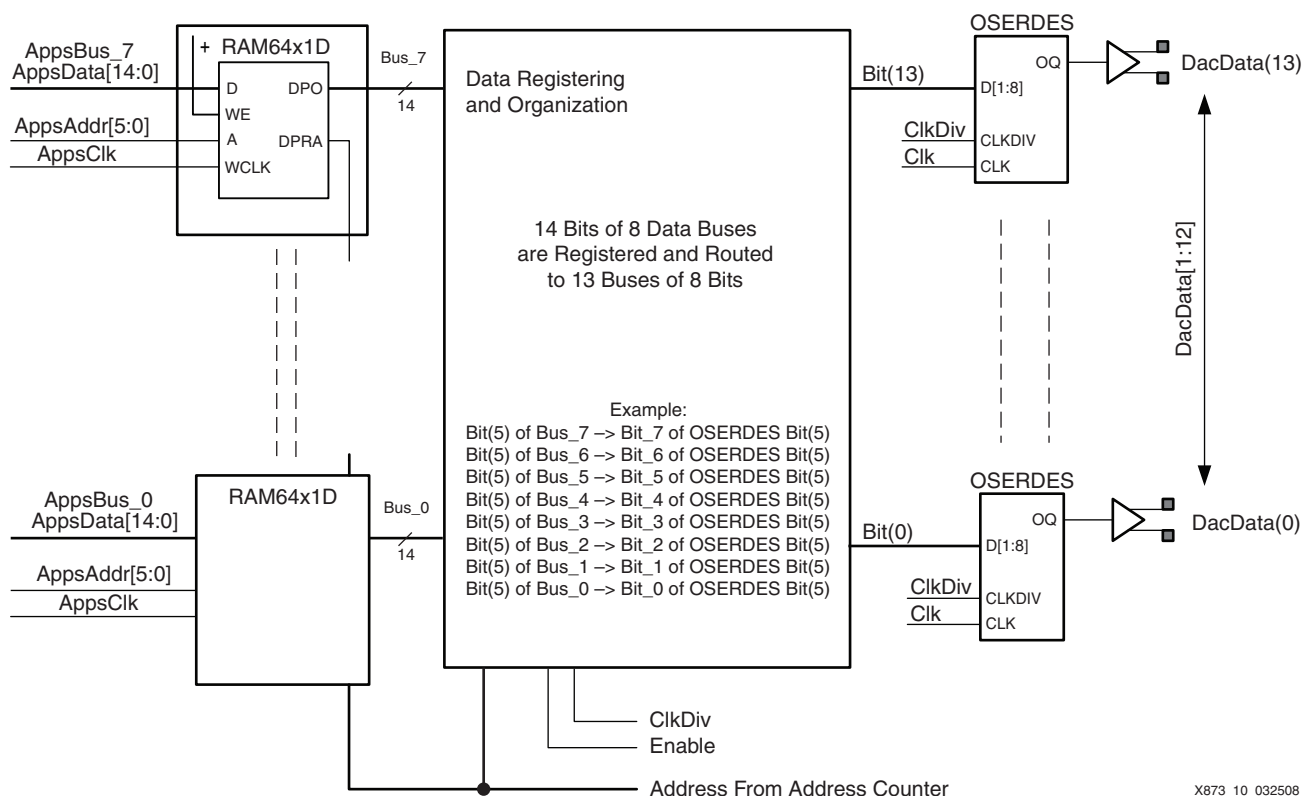 OSERDES
AppsBus_7
AppsData[14:0]
+ RAM64x1D
D DPO
WE
A DPRA
WCLK
AppsAddr[5:0]
AppsClk
Bus_7
14
Data Registering
and Organization
Bit(13)
OQ
D[1:8]
ClkDiv
CLKDIV
Clk
CLK
DacData(13)
14 Bits of 8 Data Buses
are Registered and Routed
to 13 Buses of 8 Bits
DacData[1:12]
Example:
Bit(5) of Bus_7 –> Bit_7 of OSERDES Bit(5)
Bit(5) of Bus_6 –> Bit_6 of OSERDES Bit(5)
Bit(5) of Bus_5 –> Bit_5 of OSERDES Bit(5)
Bit(5) of Bus_4 –> Bit_4 of OSERDES Bit(5)
Bit(5) of Bus_3 –> Bit_3 of OSERDES Bit(5)
Bit(5) of Bus_2 –> Bit_2 of OSERDES Bit(5)
Bit(5) of Bus_1 –> Bit_1 of OSERDES Bit(5)
Bit(5) of Bus_0 –> Bit_0 of OSERDES Bit(5)
AppsBus_0
AppsData[14:0]
RAM64x1D
AppsAddr[5:0]
AppsClk
Bus_0
14
Bit(0)
OSERDES
OQ
D[1:8]
ClkDiv
CLKDIV
Clk
CLK
DacData(0)
ClkDiv
Enable
Address From Address Counter
X873_10_032508